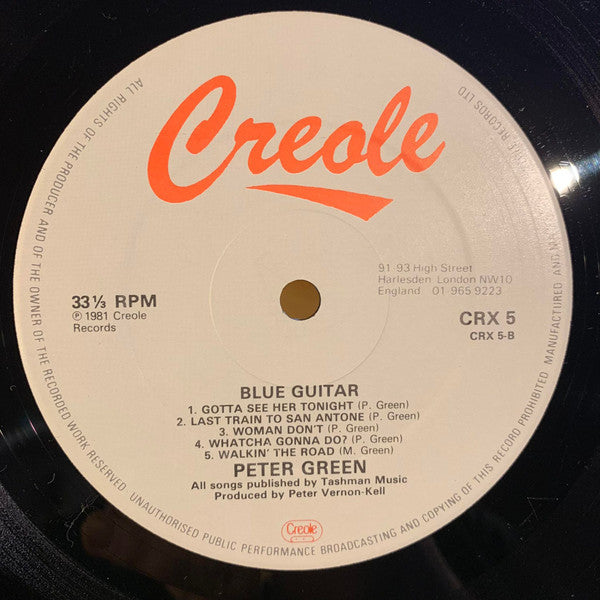 Creole
91-93 High Street
Harlesden London NW10
England 01 965 9223
33⅓ RPM
℗ 1981 Creole
Records
CRX 5
CRX 5-B
BLUE GUITAR
1. GOTTA SEE HER TONIGHT (P. Green)
2. LAST TRAIN TO SAN ANTONE (P. Green)
3. WOMAN DON'T (P. Green)
4. WHATCHA GONNA DO? (P. Green)
5. WALKIN' THE ROAD (M. Green)
PETER GREEN
All songs published by Tashman Music
Produced by Peter Vernon-Kell
Creole
ALL RIGHTS OF THE PRODUCER AND OF THE OWNER OF THE RECORDED WORK RESERVED UNAUTHORISED PUBLIC PERFORMANCE BROADCASTING AND COPYING OF THIS RECORD PROHIBITED MANUFACTURED AND RECORDS LTD